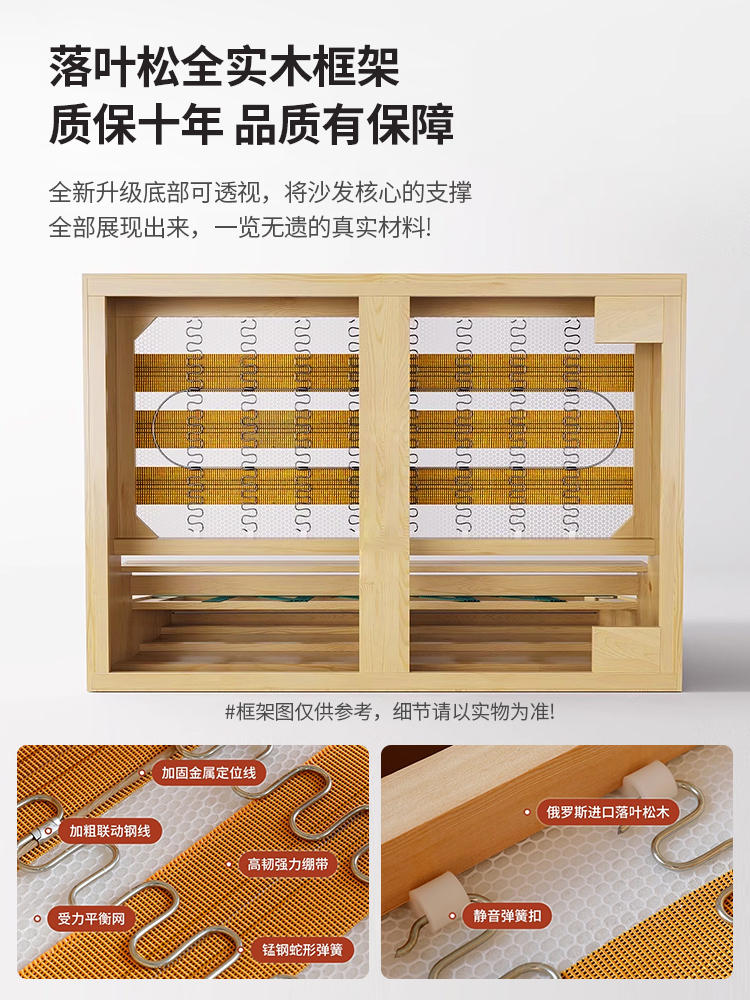 落叶松全实木框架
质保十年 品质有保障
全新升级底部可透视，将沙发核心的支撑
全部展现出来，一览无遗的真实材料!
#框架图仅供参考，细节请以实物为准!
加固金属定位线
加粗联动钢线
高韧强力绷带
受力平衡网
锰钢蛇形弹簧
俄罗斯进口落叶松木
静音弹簧扣